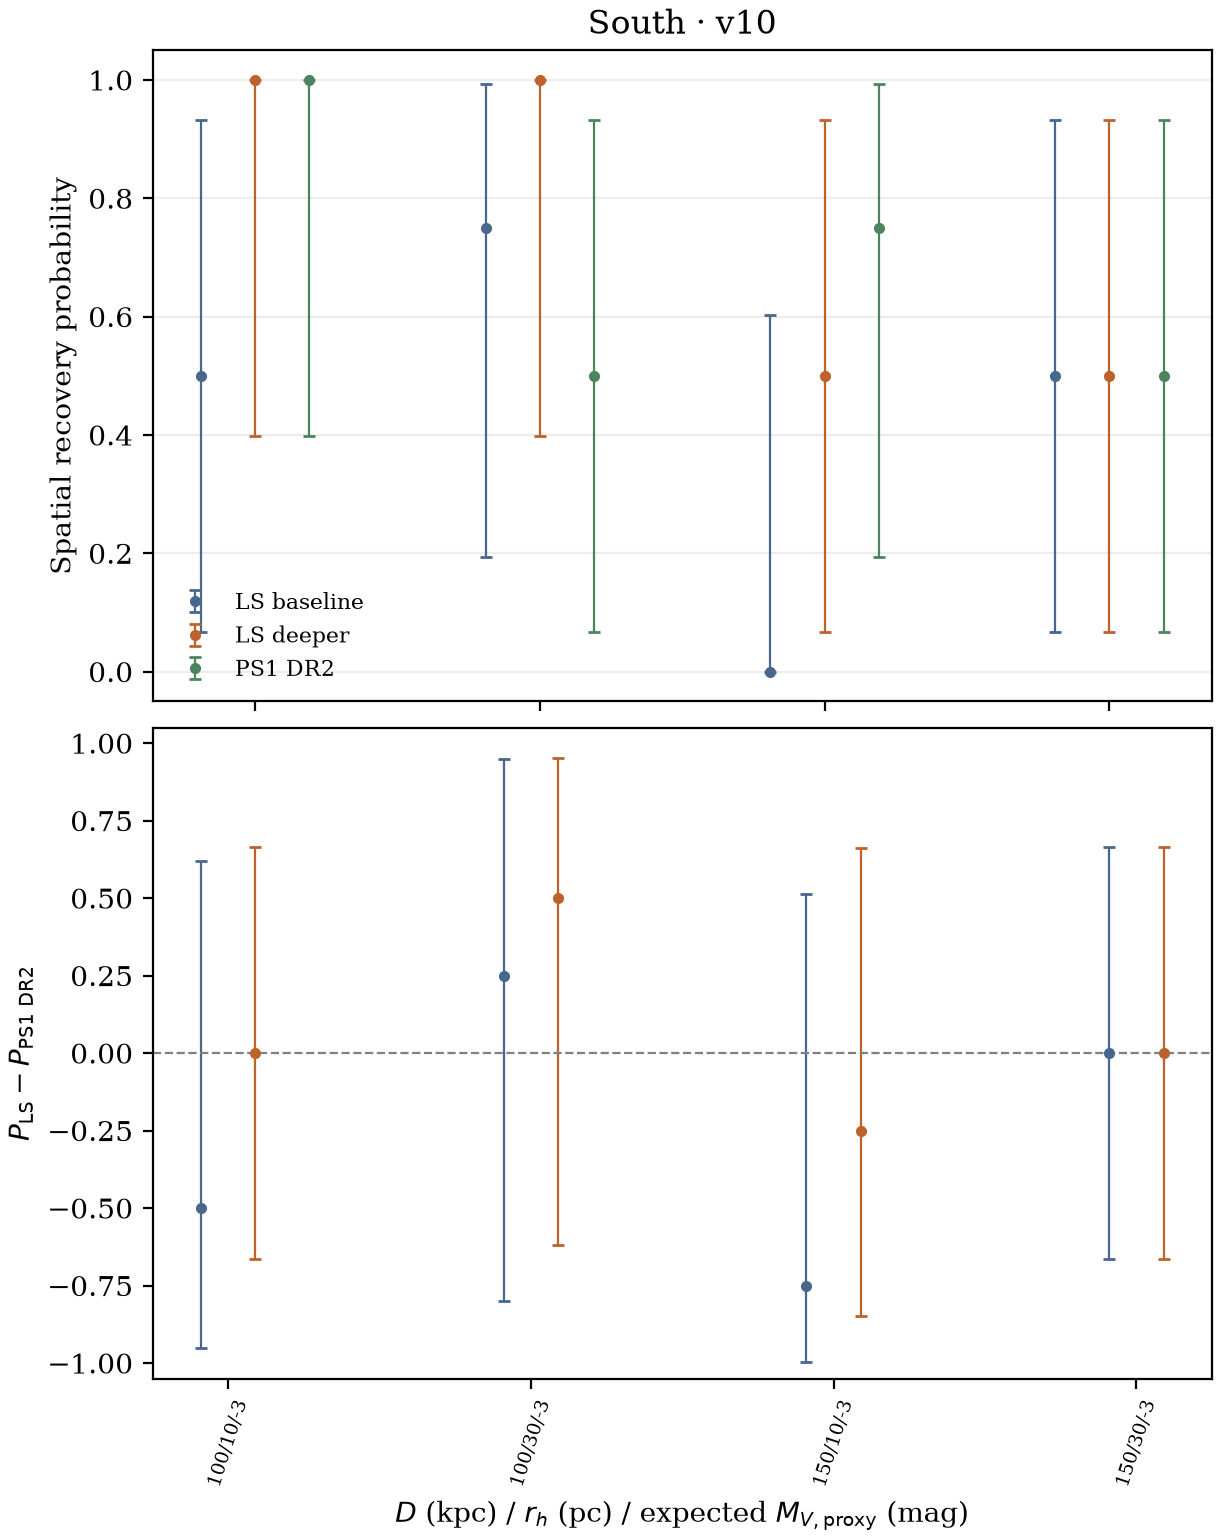 South · v10
1.0
0.8
0.6
0.4
0.2
0.0
Spatial recovery probability
LS baseline
LS deeper
PS1 DR2
1.00
0.75
0.50
0.25
0.00
−0.25
−0.50
−0.75
−1.00
P_LS − P_PS1 DR2
100/10/-3
100/30/-3
150/10/-3
150/30/-3
D (kpc) / r_h (pc) / expected M_V, proxy (mag)